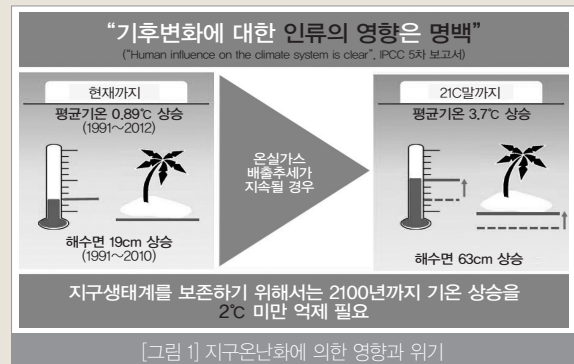 “기후변화에 대한 인류의 영향은 명백”
(“Human influence on the climate system is clear”, IPCC 5차 보고서)
현재까지
평균기온 0.89℃ 상승
(1991~2012)
해수면 19cm 상승
(1991~2010)
온실가스
배출추세가
지속될 경우
21C말까지
평균기온 3.7℃ 상승
해수면 63cm 상승
지구생태계를 보존하기 위해서는 2100년까지 기온 상승을
2℃ 미만 억제 필요
[그림 1] 지구온난화에 의한 영향과 위기